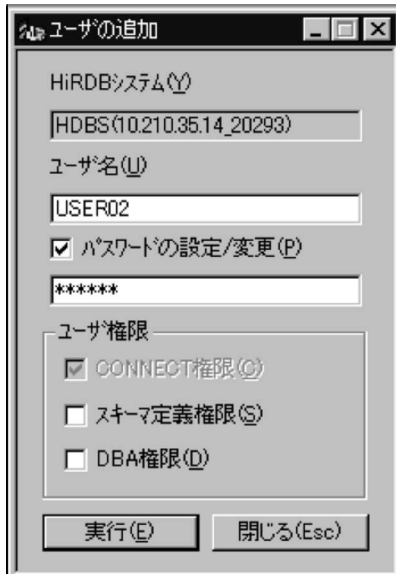 ユーザの追加
HiRDBシステム(Y)
HDBS(10.210.35.14_20293)
ユーザ名(U)
USER02
パスワードの設定/変更(P)
******
ユーザ権限
CONNECT権限(C)
スキーマ定義権限(S)
DBA権限(D)
実行(E) 閉じる(Esc)